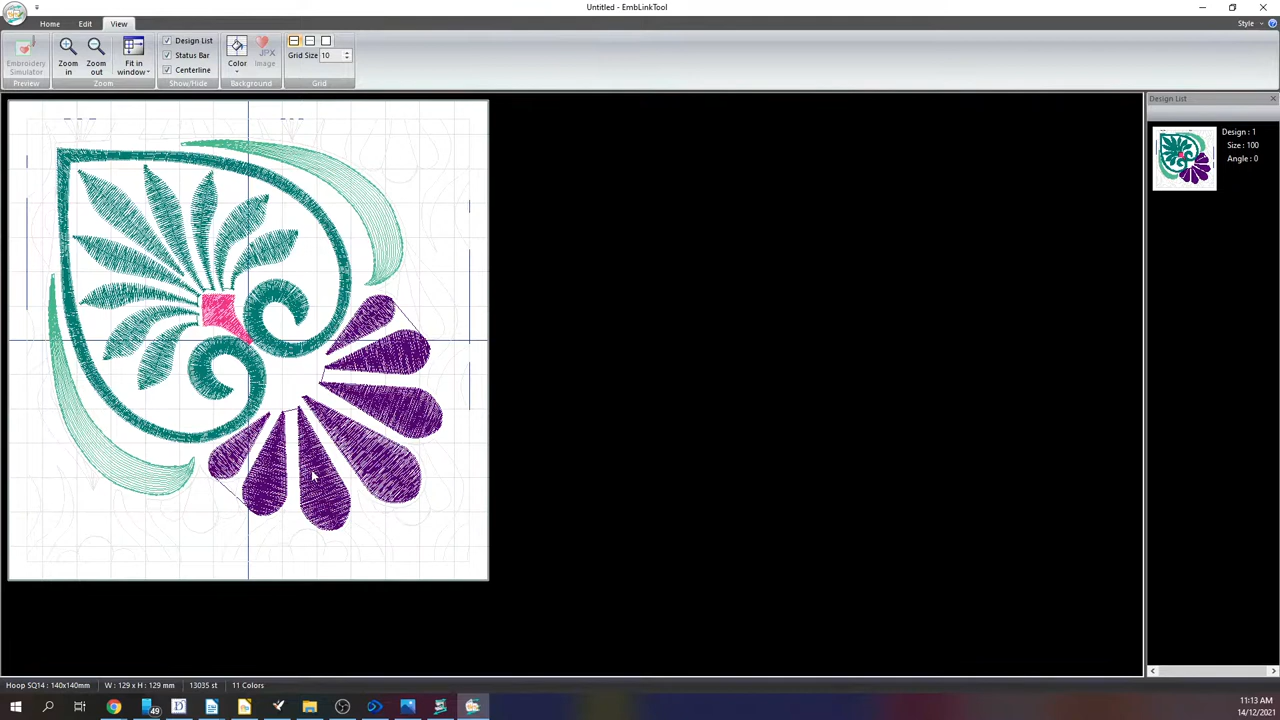 Untitled - EmbLinkTool
Home Edit View Style
Embroidery Simulator
Preview
Zoom in
Zoom out
Fit in window
Zoom
Design List
Status Bar
Centerline
Show/Hide
Color
JPX Image
Background
Grid Size 10
Grid
Design List
Design : 1
Size : 100
Angle : 0
Hoop SQ14 : 140x140mm W : 129 x H : 129 mm 13035 st 11 Colors
49
11:13 AM
14/12/2021